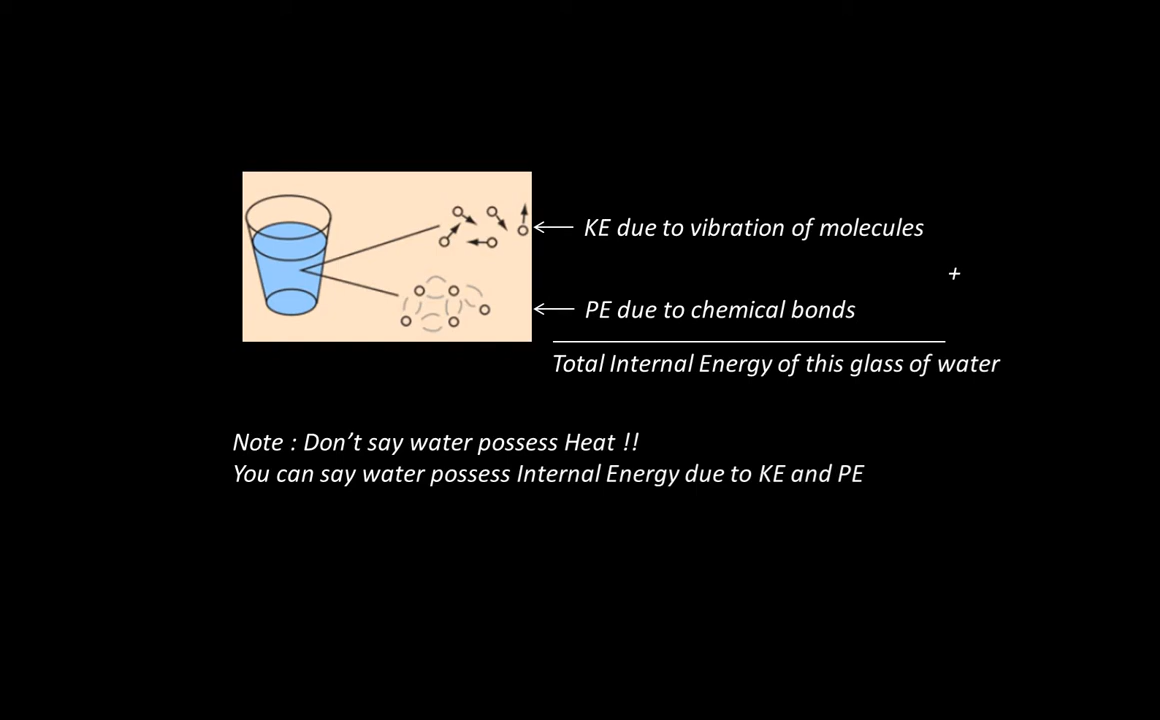 KE due to vibration of molecules
+
PE due to chemical bonds
Total Internal Energy of this glass of water
Note : Don’t say water possess Heat !!
You can say water possess Internal Energy due to KE and PE